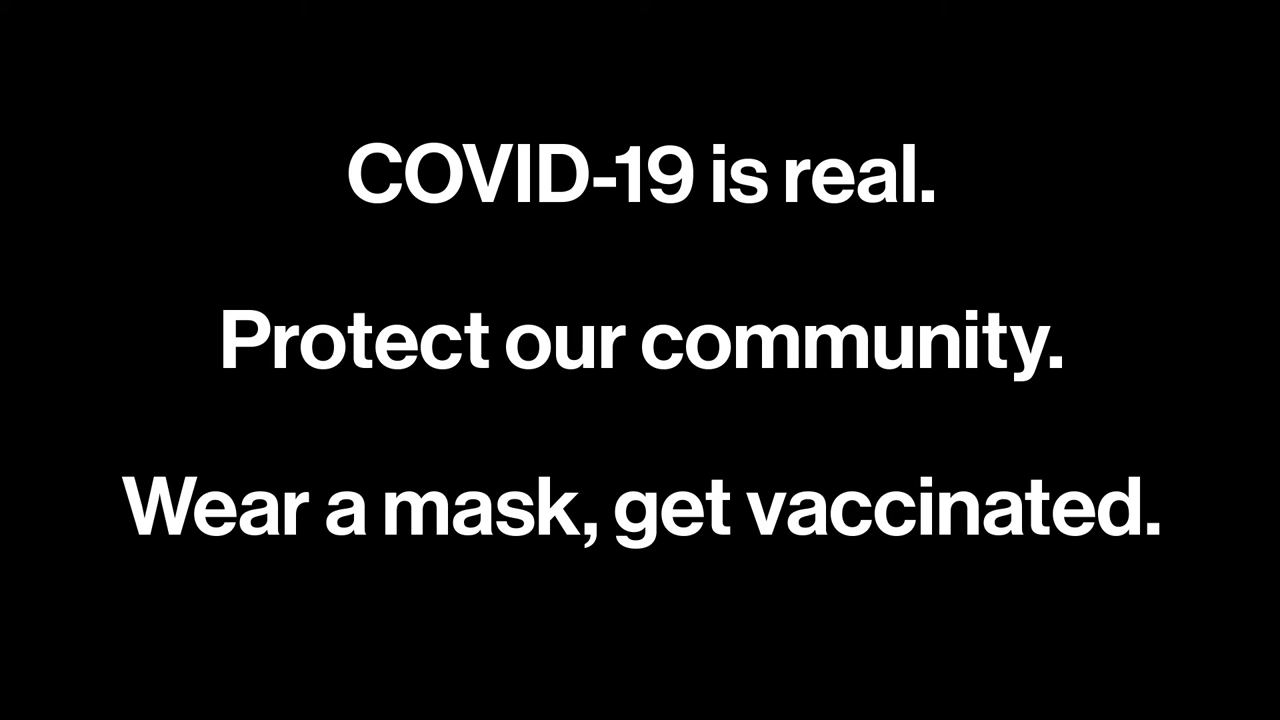 COVID-19 is real.
Protect our community.
Wear a mask, get vaccinated.